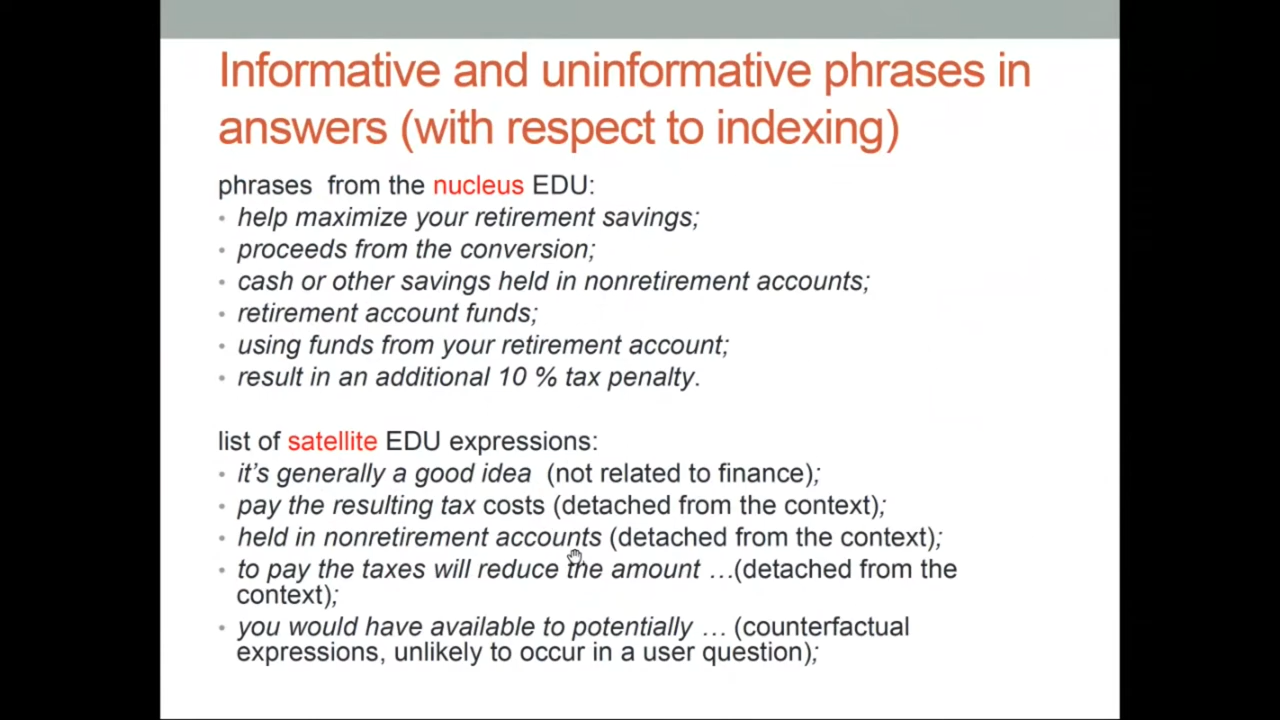 Informative and uninformative phrases in
answers (with respect to indexing)
phrases  from the nucleus EDU:
• help maximize your retirement savings;
• proceeds from the conversion;
• cash or other savings held in nonretirement accounts;
• retirement account funds;
• using funds from your retirement account;
• result in an additional 10 % tax penalty.
list of satellite EDU expressions:
• it's generally a good idea  (not related to finance);
• pay the resulting tax costs (detached from the context);
• held in nonretirement accounts (detached from the context);
• to pay the taxes will reduce the amount …(detached from the
context);
• you would have available to potentially … (counterfactual
expressions, unlikely to occur in a user question);